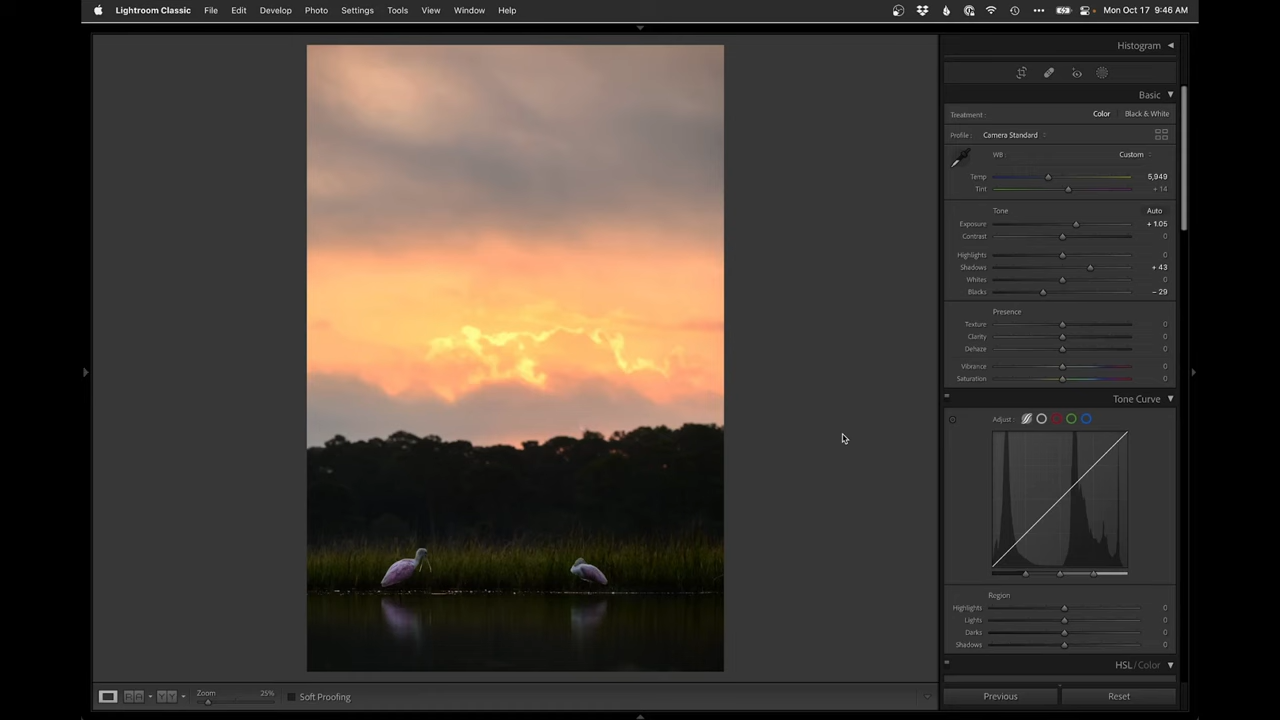 Lightroom Classic File Edit Develop Photo Settings Tools View Window Help Mon Oct 17 9:46 AM
Histogram
Basic
Treatment : Color Black & White
Profile : Camera Standard
WB : Custom
Temp 5,949
Tint + 14
Tone Auto
Exposure + 1.05
Contrast 0
Highlights 0
Shadows + 43
Whites 0
Blacks – 29
Presence
Texture 0
Clarity 0
Dehaze 0
Vibrance 0
Saturation 0
Tone Curve
Adjust :
Region
Highlights 0
Lights 0
Darks 0
Shadows 0
HSL / Color
Zoom 25% Soft Proofing Previous Reset